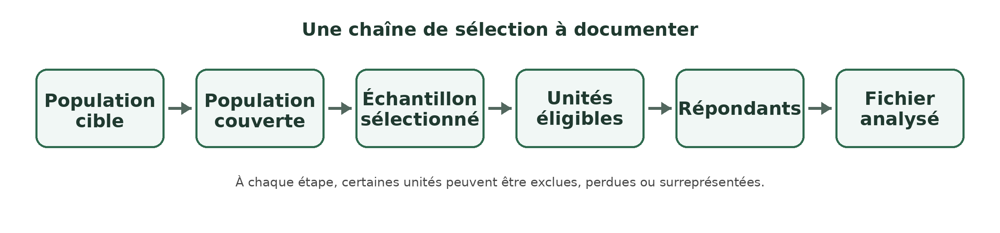 Une chaîne de sélection à documenter
Population
cible
Population
couverte
Échantillon
sélectionné
Unités
éligibles
Répondants
Fichier
analysé
À chaque étape, certaines unités peuvent être exclues, perdues ou surreprésentées.